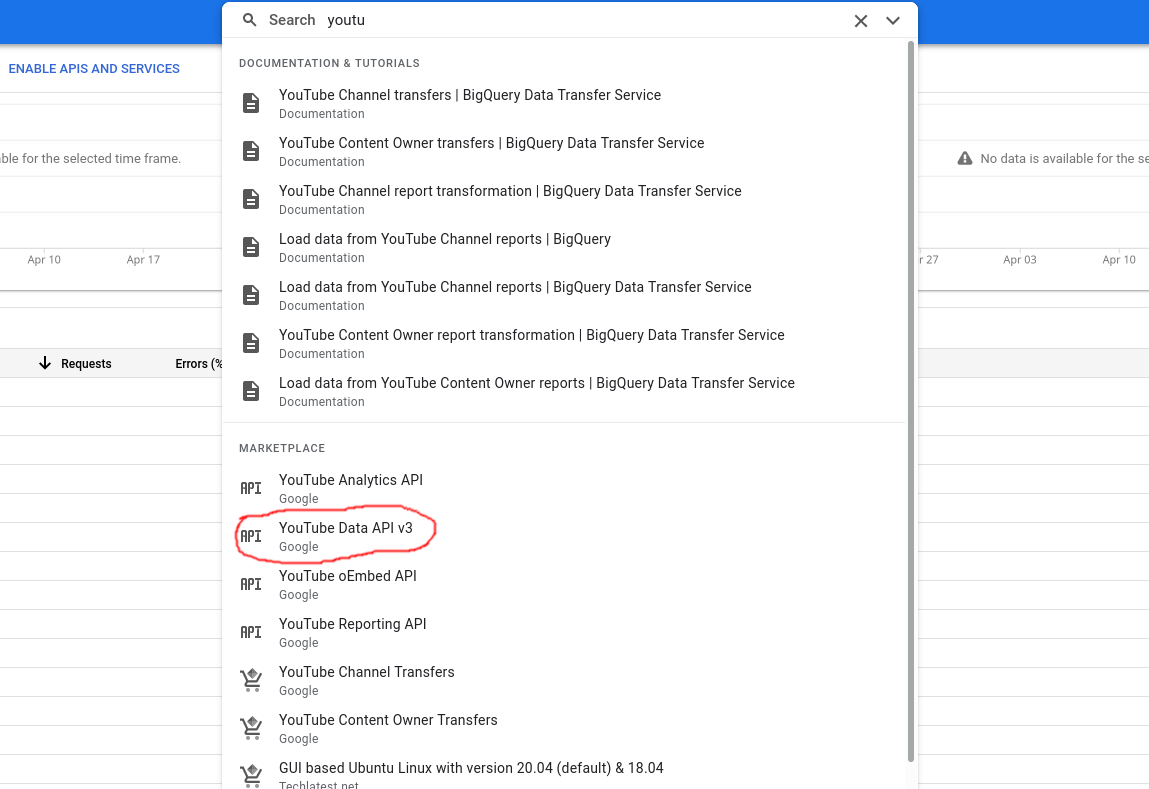 Search youtu
ENABLE APIS AND SERVICES
DOCUMENTATION & TUTORIALS
YouTube Channel transfers | BigQuery Data Transfer Service
Documentation
YouTube Content Owner transfers | BigQuery Data Transfer Service
Documentation
YouTube Channel report transformation | BigQuery Data Transfer Service
Documentation
Load data from YouTube Channel reports | BigQuery
Documentation
Load data from YouTube Channel reports | BigQuery Data Transfer Service
Documentation
YouTube Content Owner report transformation | BigQuery Data Transfer Service
Documentation
Load data from YouTube Content Owner reports | BigQuery Data Transfer Service
Documentation
MARKETPLACE
API YouTube Analytics API
Google
API YouTube Data API v3
Google
API YouTube oEmbed API
Google
API YouTube Reporting API
Google
YouTube Channel Transfers
Google
YouTube Content Owner Transfers
Google
GUI based Ubuntu Linux with version 20.04 (default) & 18.04
Techlatest.net
for the selected time frame.
No data is available for the
Apr 10 Apr 17
27 Apr 03 Apr 10
Requests Errors (%